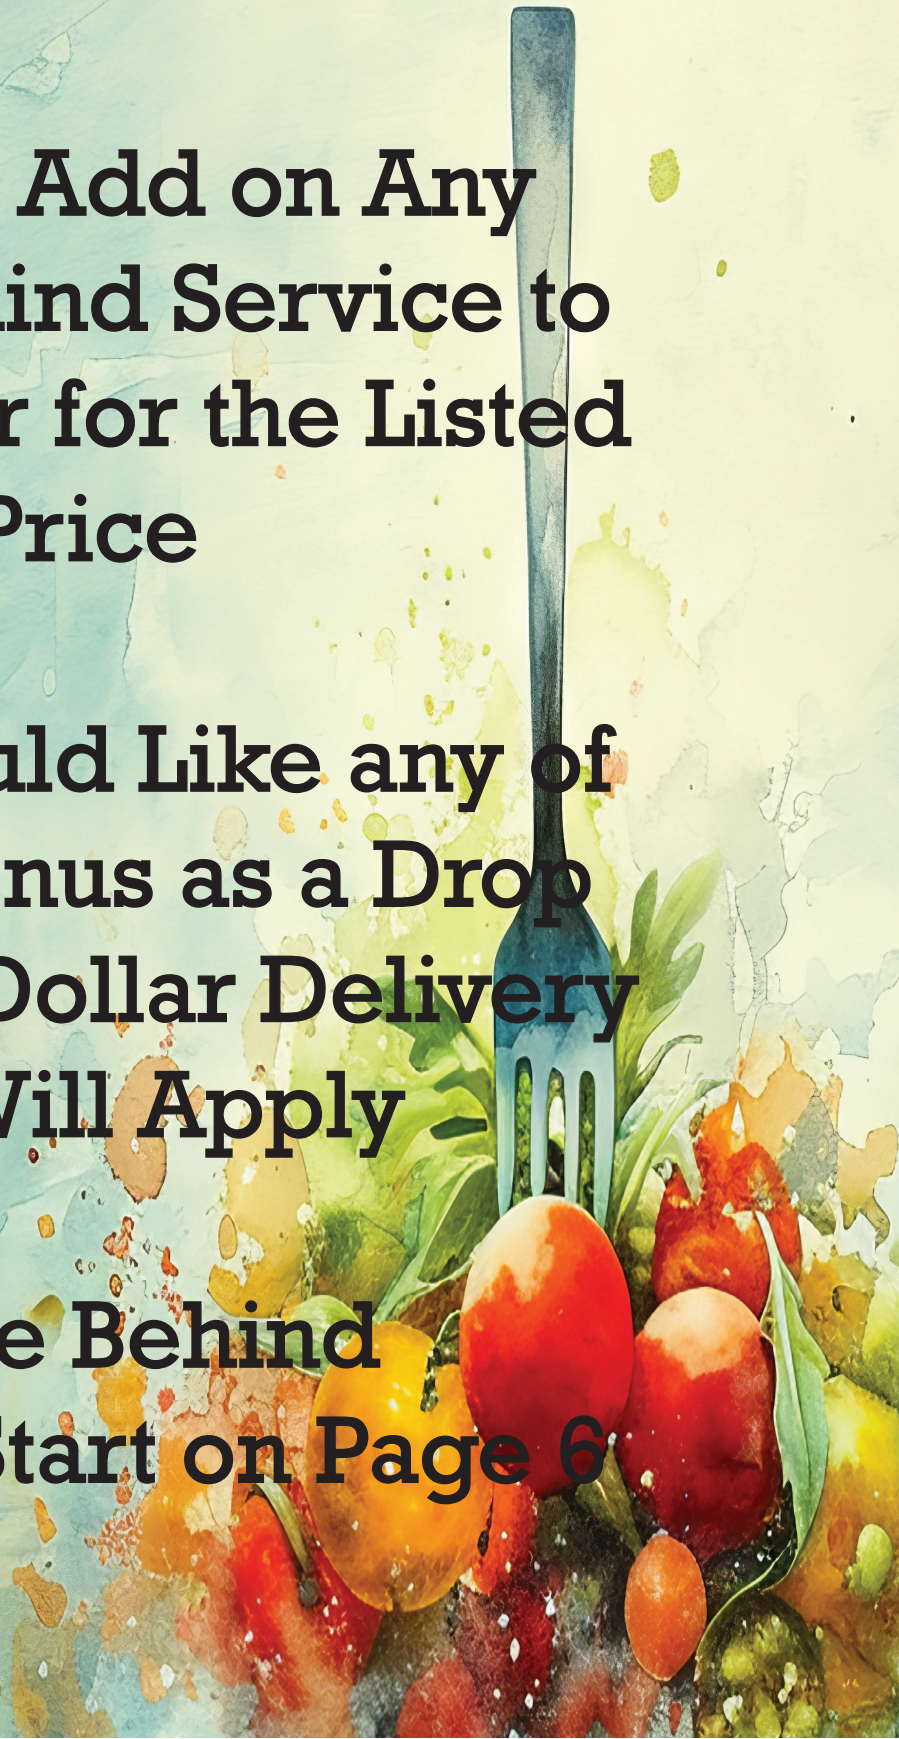 Add on Any
ind Service to
r for the Listed
Price
uld Like any of
nus as a Drop
Dollar Delivery
Will Apply
e Behind
Start on Page 6